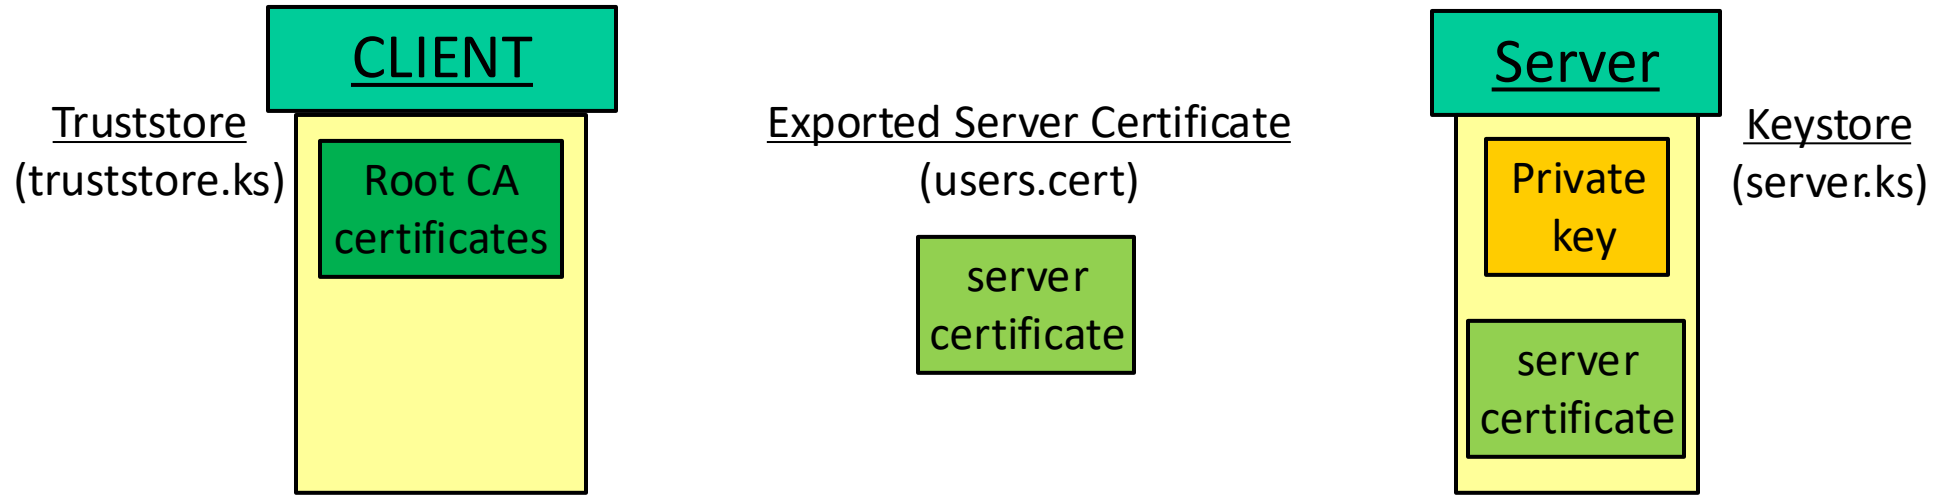 CLIENT
Truststore
(truststore.ks)
Root CA
certificates
Exported Server Certificate
(users.cert)
server
certificate
Server
Private
key
server
certificate
Keystore
(server.ks)